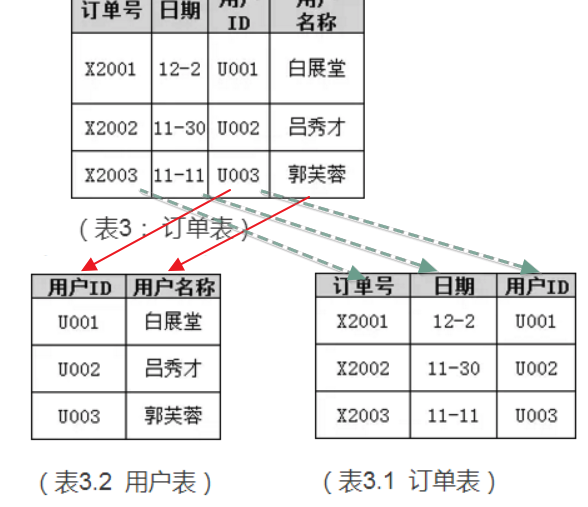 订单号 日期 用户ID 用户名称
X2001 12-2 U001 白展堂
X2002 11-30 U002 吕秀才
X2003 11-11 U003 郭芙蓉
（表3：订单表）
用户ID 用户名称
U001 白展堂
U002 吕秀才
U003 郭芙蓉
（表3.2 用户表）
订单号 日期 用户ID
X2001 12-2 U001
X2002 11-30 U002
X2003 11-11 U003
（表3.1 订单表）